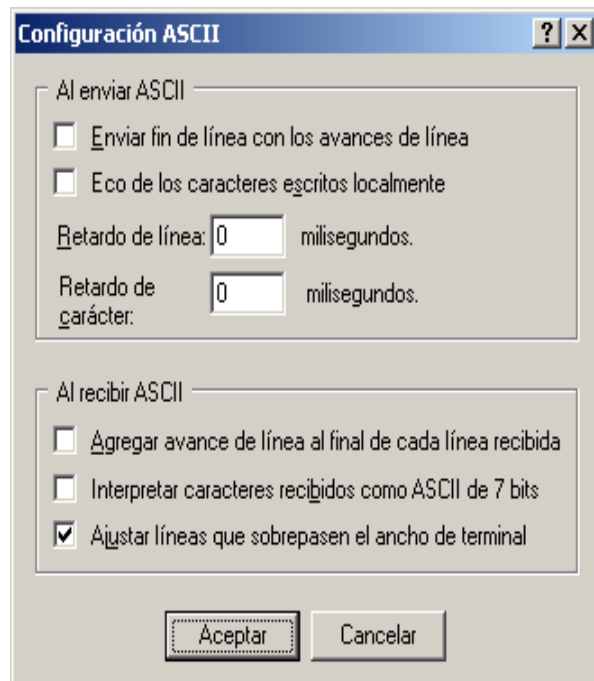 Configuración ASCII
Al enviar ASCII
Enviar fin de línea con los avances de línea
Eco de los caracteres escritos localmente
Retardo de línea: 0 milisegundos.
Retardo de
carácter: 0 milisegundos.
Al recibir ASCII
Agregar avance de línea al final de cada línea recibida
Interpretar caracteres recibidos como ASCII de 7 bits
Ajustar líneas que sobrepasen el ancho de terminal
Aceptar Cancelar